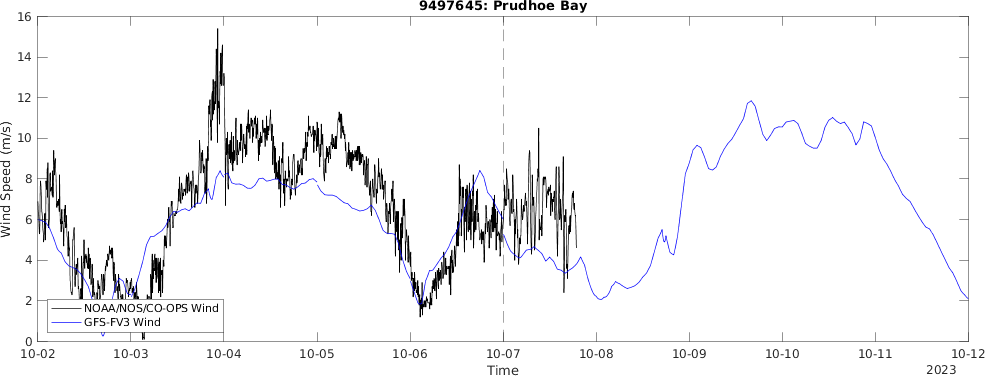 9497645: Prudhoe Bay
Wind Speed (m/s)
16
14
12
10
8
6
4
2
0
NOAA/NOS/CO-OPS Wind
GFS-FV3 Wind
10-02 10-03 10-04 10-05 10-06 10-07 10-08 10-09 10-10 10-11 10-12
Time
2023